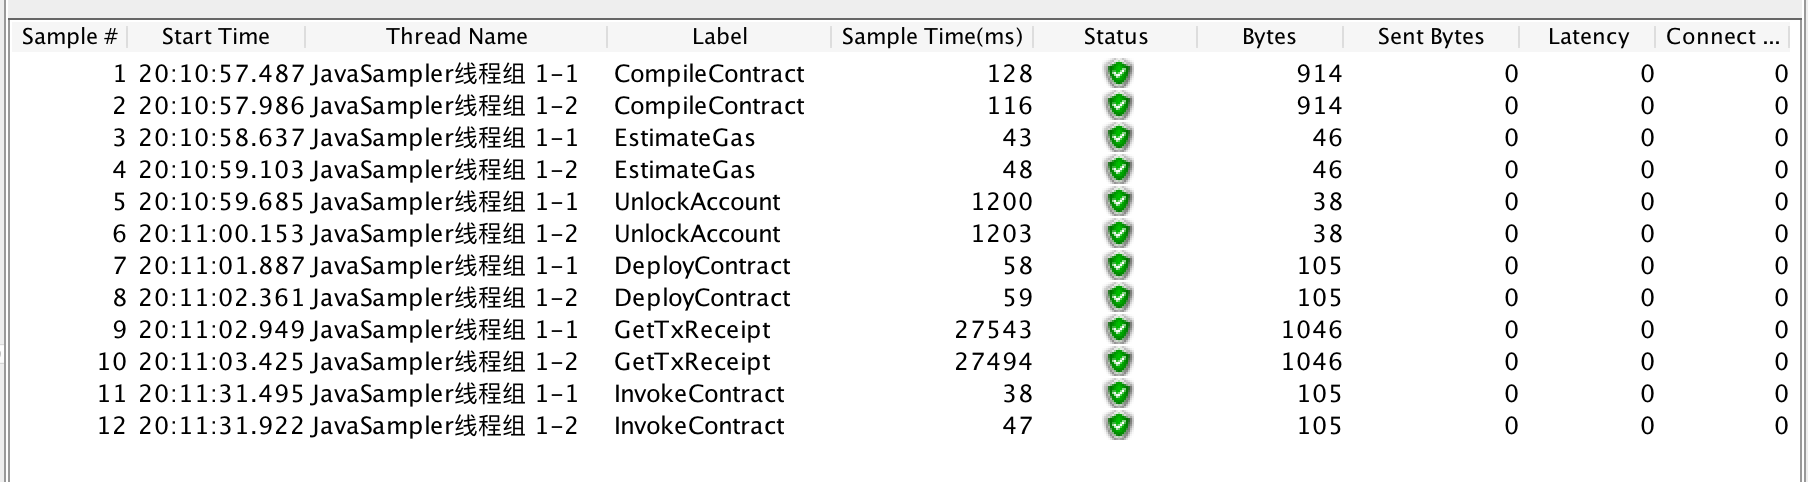 Sample # Start Time Thread Name Label Sample Time(ms) Status Bytes Sent Bytes Latency Connect ...
1 20:10:57.487 JavaSampler线程组 1-1 CompileContract 128 914 0 0 0
2 20:10:57.986 JavaSampler线程组 1-2 CompileContract 116 914 0 0 0
3 20:10:58.637 JavaSampler线程组 1-1 EstimateGas 43 46 0 0 0
4 20:10:59.103 JavaSampler线程组 1-2 EstimateGas 48 46 0 0 0
5 20:10:59.685 JavaSampler线程组 1-1 UnlockAccount 1200 38 0 0 0
6 20:11:00.153 JavaSampler线程组 1-2 UnlockAccount 1203 38 0 0 0
7 20:11:01.887 JavaSampler线程组 1-1 DeployContract 58 105 0 0 0
8 20:11:02.361 JavaSampler线程组 1-2 DeployContract 59 105 0 0 0
9 20:11:02.949 JavaSampler线程组 1-1 GetTxReceipt 27543 1046 0 0 0
10 20:11:03.425 JavaSampler线程组 1-2 GetTxReceipt 27494 1046 0 0 0
11 20:11:31.495 JavaSampler线程组 1-1 InvokeContract 38 105 0 0 0
12 20:11:31.922 JavaSampler线程组 1-2 InvokeContract 47 105 0 0 0